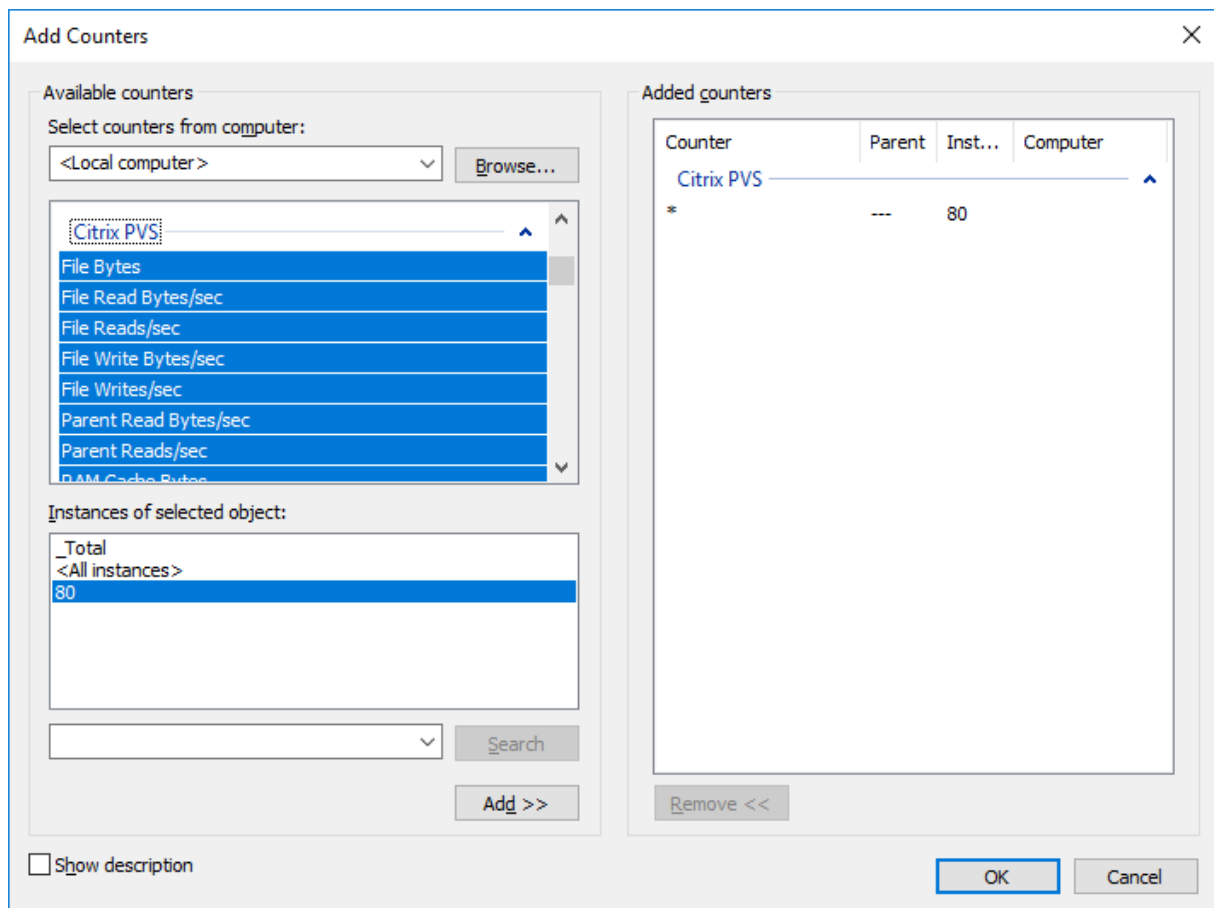 Add Counters
Available counters
Select counters from computer:
<Local computer>
Browse...
Citrix PVS
File Bytes
File Read Bytes/sec
File Reads/sec
File Write Bytes/sec
File Writes/sec
Parent Read Bytes/sec
Parent Reads/sec
RAM Cache Bytes
Instances of selected object:
_Total
<All instances>
80
Search
Add >>
Show description
Added counters
Counter Parent Inst... Computer
Citrix PVS
* --- 80
Remove <<
OK Cancel